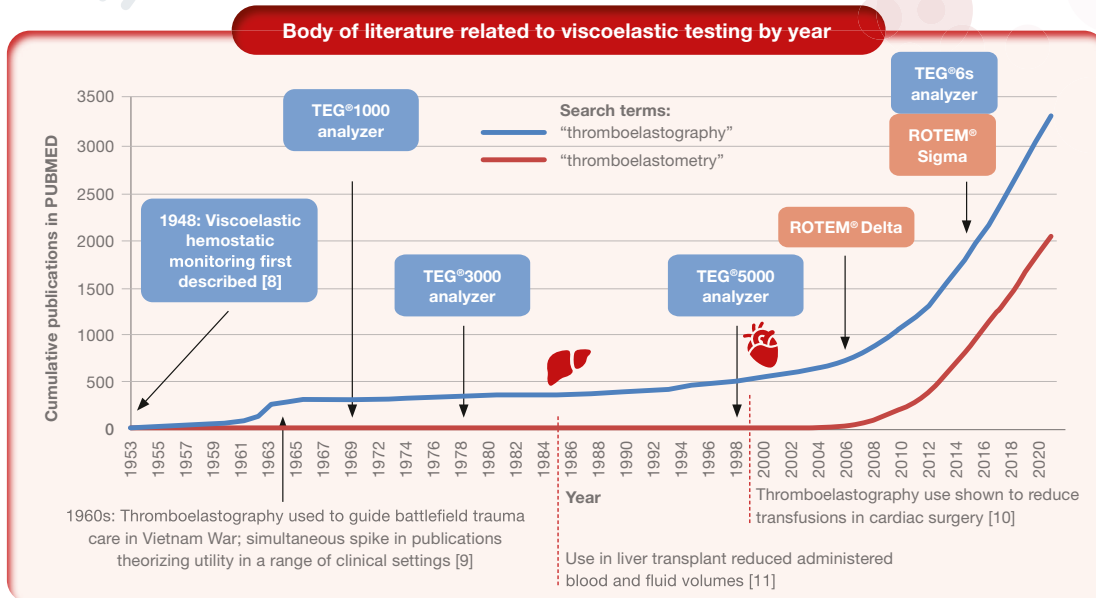 Body of literature related to viscoelastic testing by year
Cumulative publications in PUBMED
3500
3000
2500
2000
1500
1000
500
0
TEG®1000
analyzer
Search terms:
“thromboelastography”
“thromboelastometry”
TEG®6s
analyzer
ROTEM®
Sigma
1948: Viscoelastic
hemostatic
monitoring first
described [8]
TEG®3000
analyzer
TEG®5000
analyzer
ROTEM® Delta
1953
1955
1957
1959
1961
1963
1965
1967
1969
1972
1974
1976
1978
1980
1982
1984
1986
1988
1990
1992
1994
1996
1998
2000
2002
2004
2006
2008
2010
2012
2014
2016
2018
2020
Year
1960s: Thromboelastography used to guide battlefield trauma
care in Vietnam War; simultaneous spike in publications
theorizing utility in a range of clinical settings [9]
Use in liver transplant reduced administered
blood and fluid volumes [11]
Thromboelastography use shown to reduce
transfusions in cardiac surgery [10]